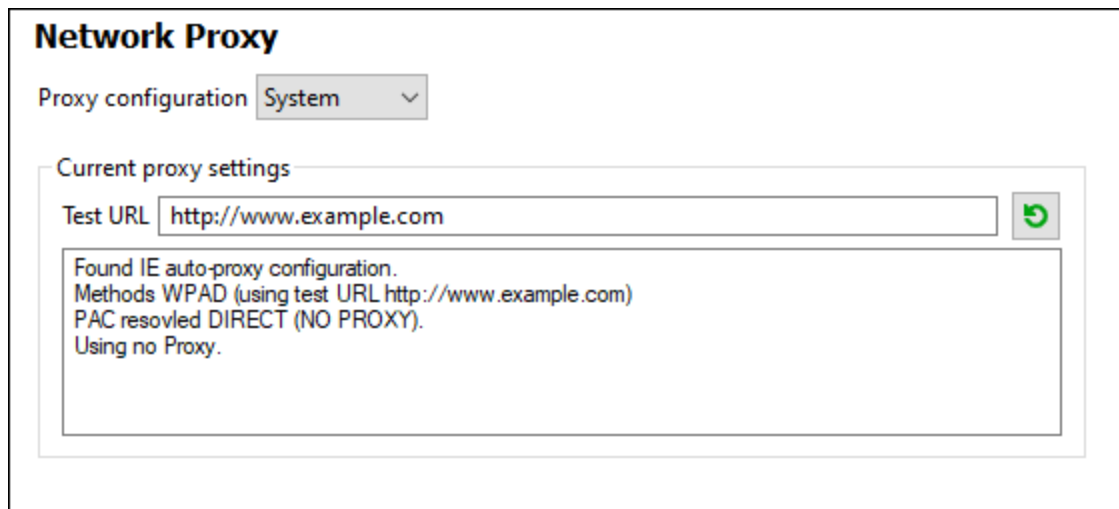 Network Proxy
Proxy configuration System
Current proxy settings
Test URL http://www.example.com
Found IE auto-proxy configuration.
Methods WPAD (using test URL http://www.example.com)
PAC resovled DIRECT (NO PROXY).
Using no Proxy.